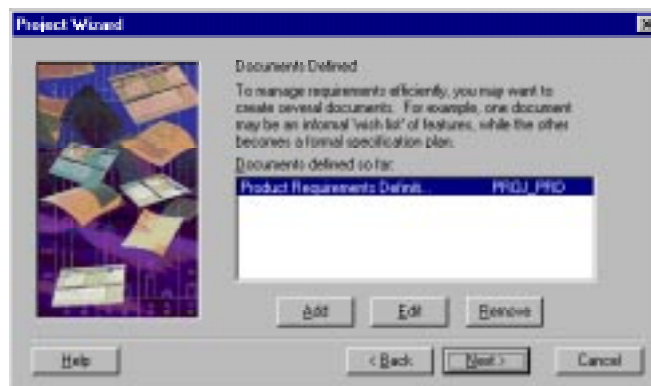 Project Wizard
Documents Defined
To manage requirements efficiently, you may want to
create several documents. For example, one document
may be an informal 'wish list' of features, while the other
becomes a formal specification plan.
Documents defined so far:
Product Requirements Definiti... PROJ_PRD
Add Edit Remove
Help < Back Next > Cancel